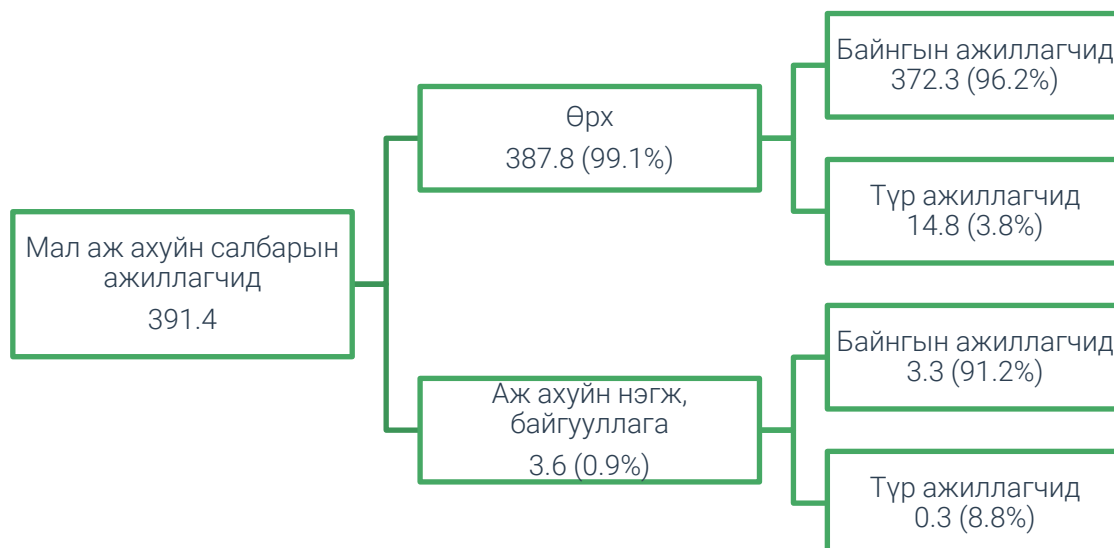 Мал аж ахуйн салбарын
ажиллагчид
391.4
Өрх
387.8 (99.1%)
Байнгын ажиллагчид
372.3 (96.2%)
Түр ажиллагчид
14.8 (3.8%)
Аж ахуйн нэгж,
байгууллага
3.6 (0.9%)
Байнгын ажиллагчид
3.3 (91.2%)
Түр ажиллагчид
0.3 (8.8%)